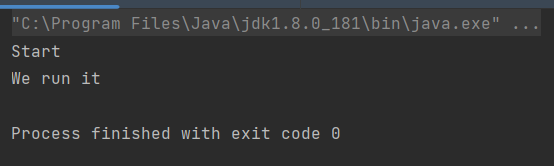 "C:\Program Files\Java\jdk1.8.0_181\bin\java.exe" ...
Start
We run it
Process finished with exit code 0